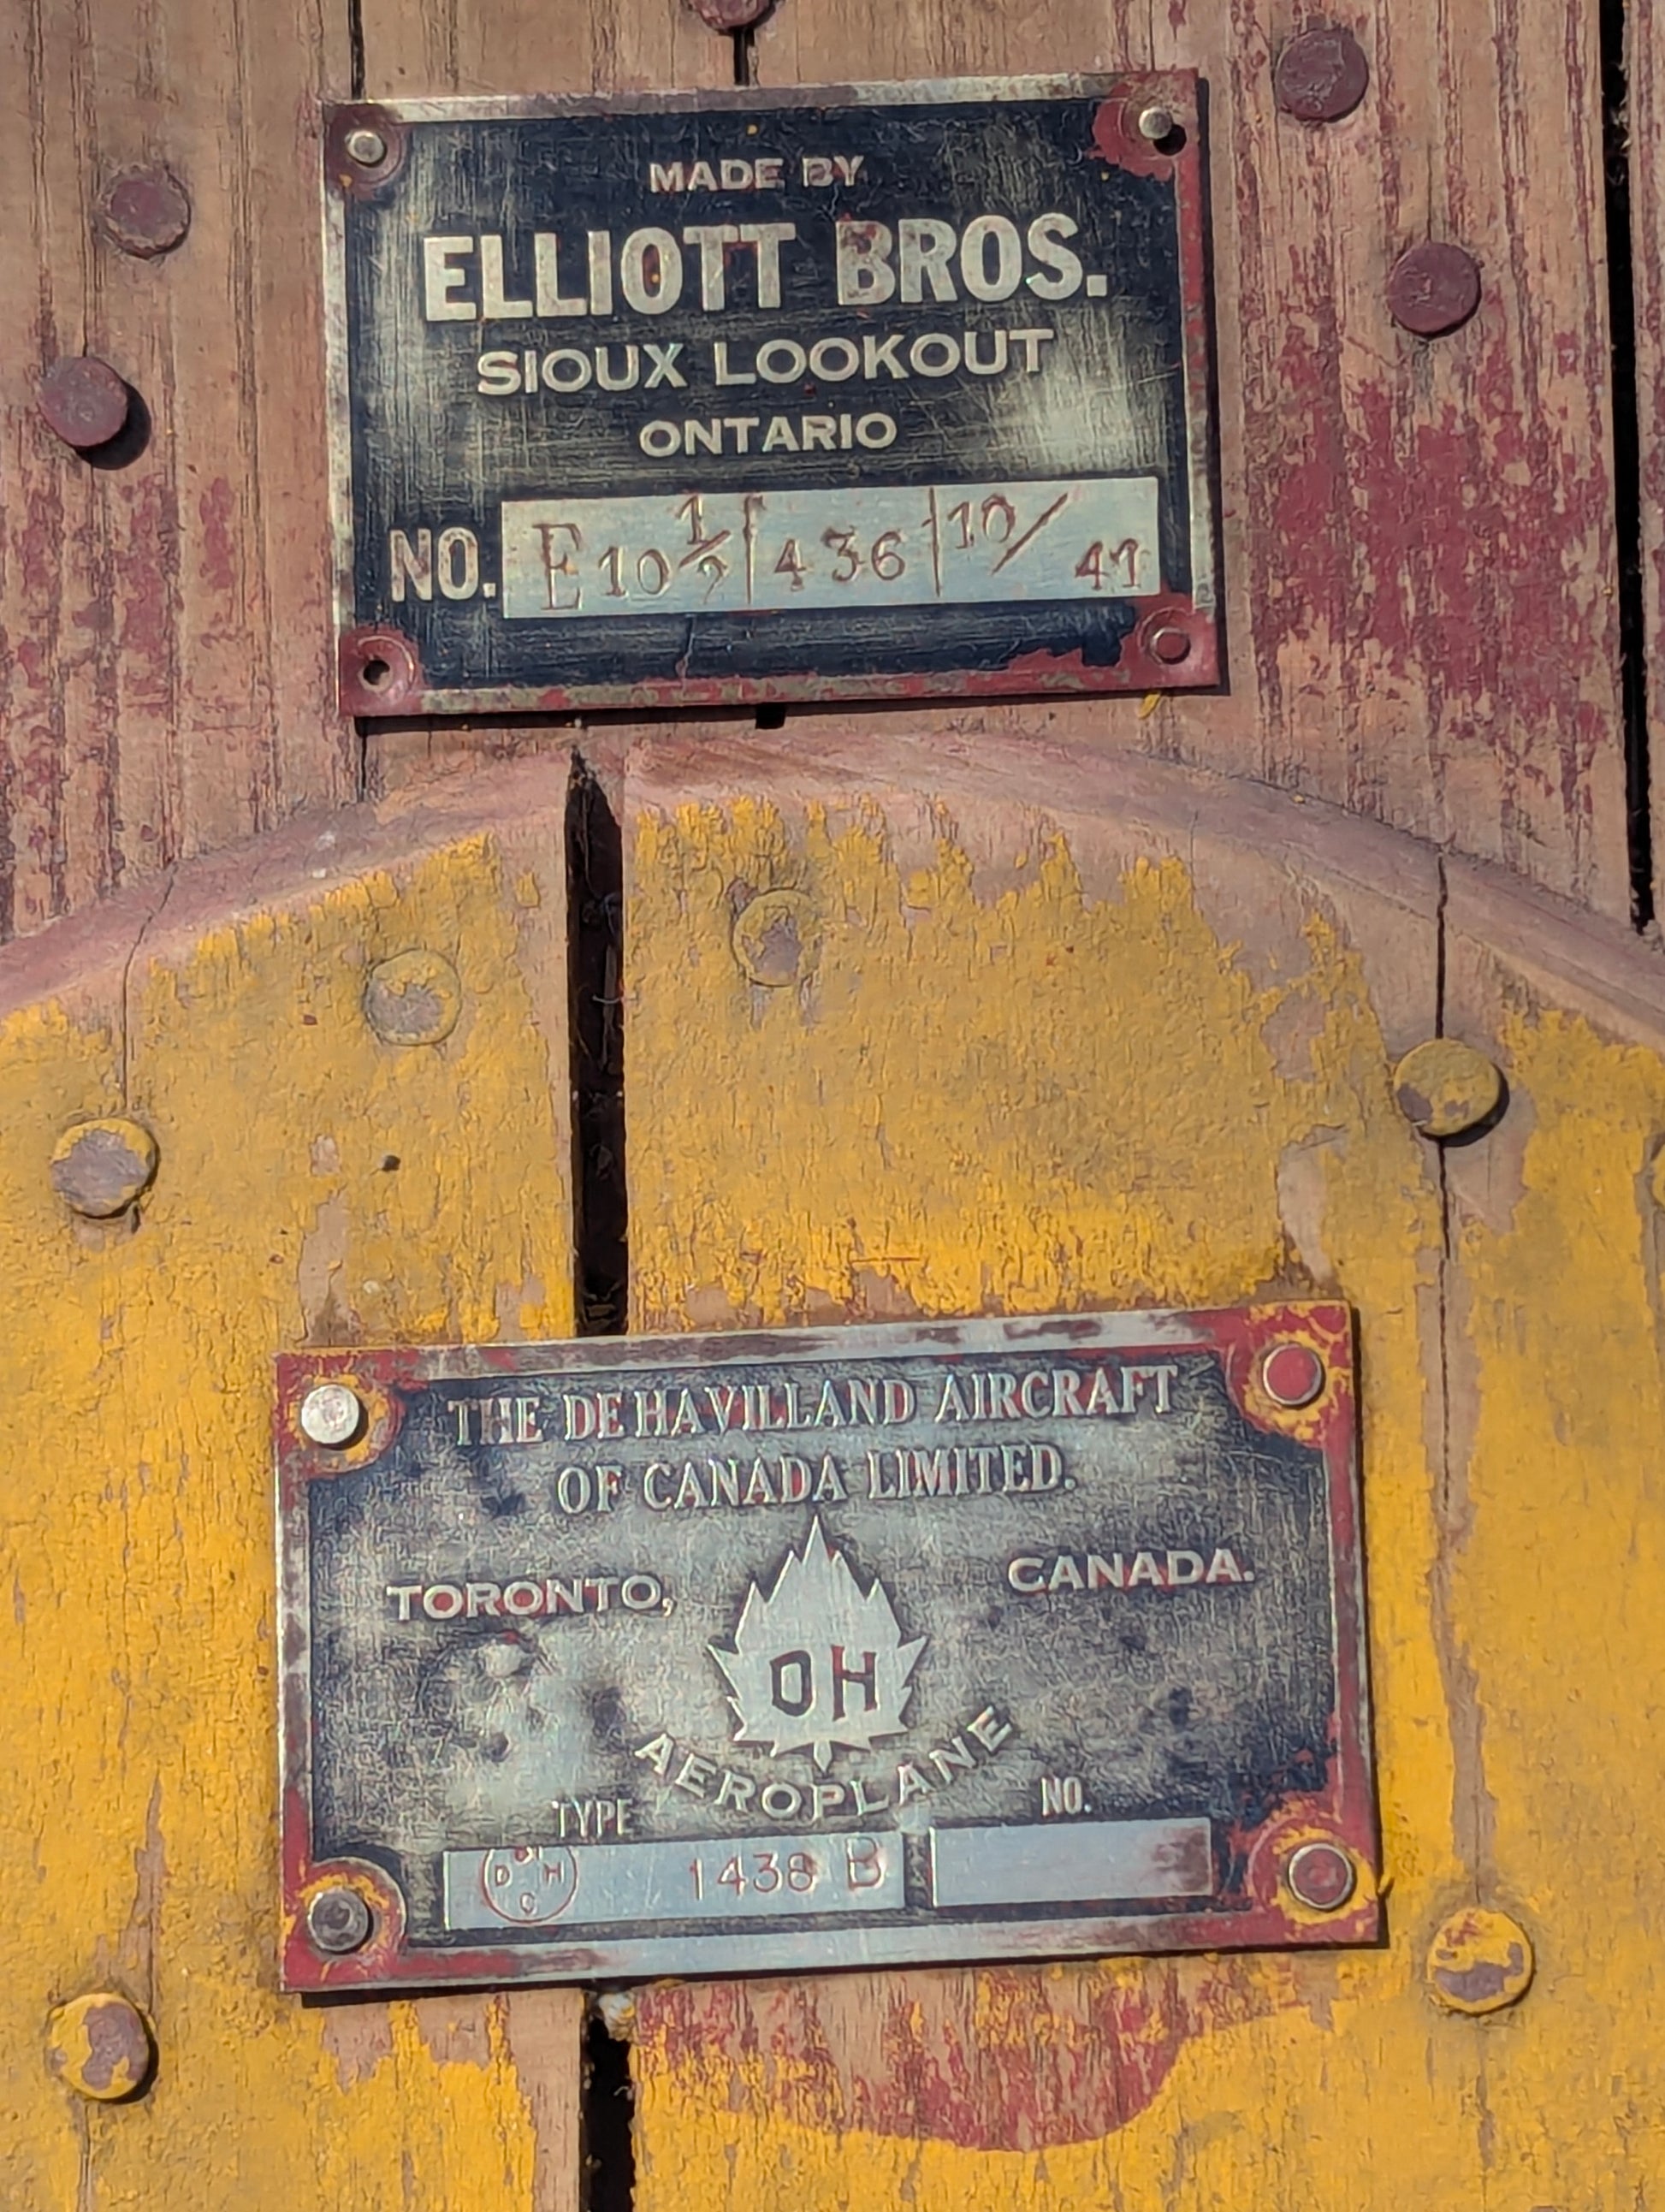 MADE BY
ELLIOTT BROS.
SIOUX LOOKOUT
ONTARIO
NO. E 10 1/2 | 436 | 10/41
THE DE HAVILLAND AIRCRAFT
OF CANADA LIMITED.
TORONTO, CANADA.
DH
AEROPLANE
TYPE NO.
D H 1438 B